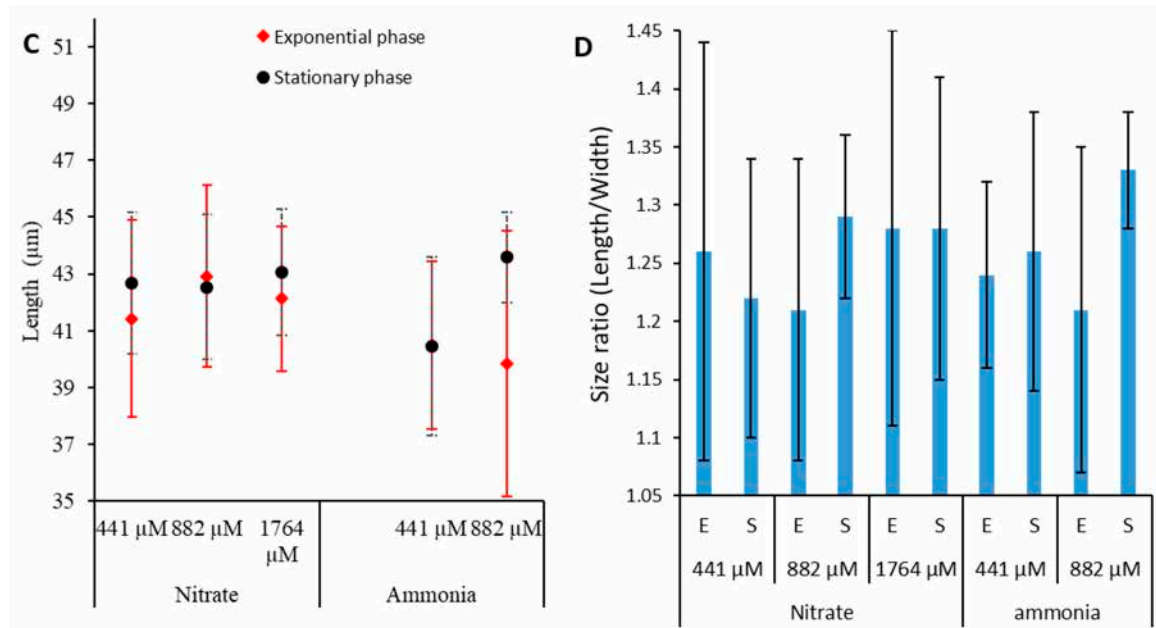 C
Exponential phase
Stationary phase
51
49
47
45
43
41
39
37
35
Length (µm)
441 µM 882 µM 1764 µM 441 µM 882 µM
Nitrate Ammonia
D
1.45
1.4
1.35
1.3
1.25
1.2
1.15
1.1
1.05
Size ratio (Length/Width)
E S E S E S E S E S
441 µM 882 µM 1764 µM 441 µM 882 µM
Nitrate ammonia